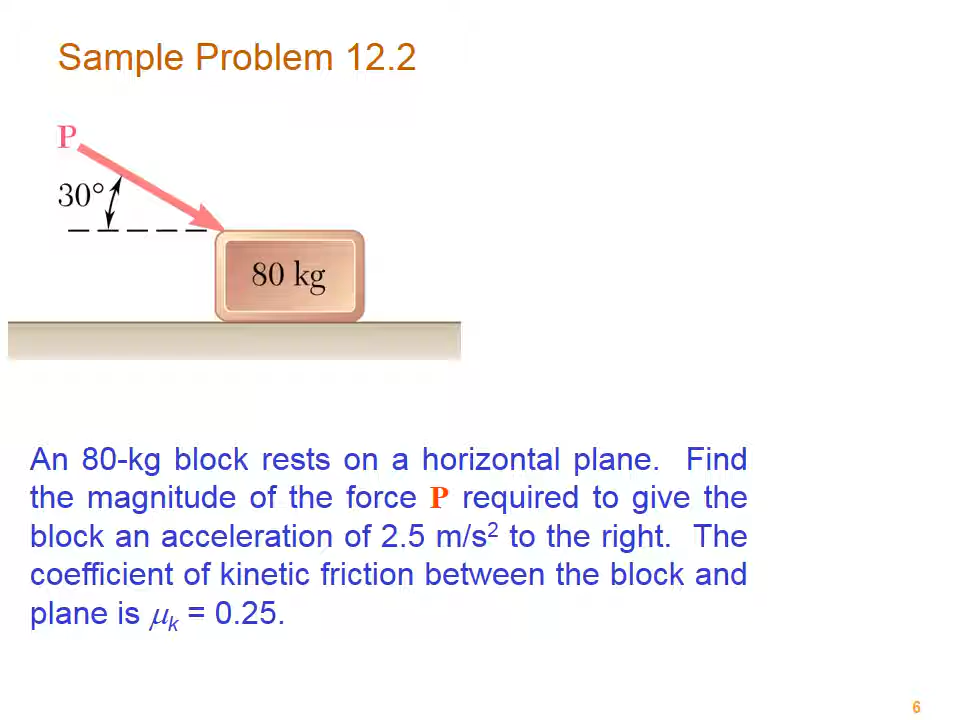 Sample Problem 12.2
P
30°
80 kg
An 80-kg block rests on a horizontal plane. Find
the magnitude of the force P required to give the
block an acceleration of 2.5 m/s² to the right. The
coefficient of kinetic friction between the block and
plane is μk = 0.25.
6